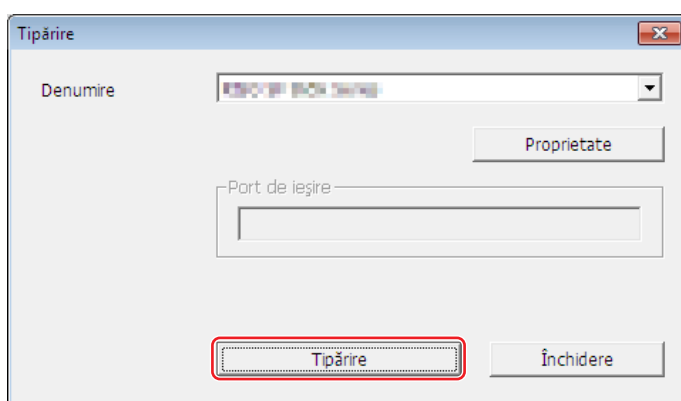 Tipărire
Denumire
Proprietate
Port de ieşire
Tipărire
Închidere